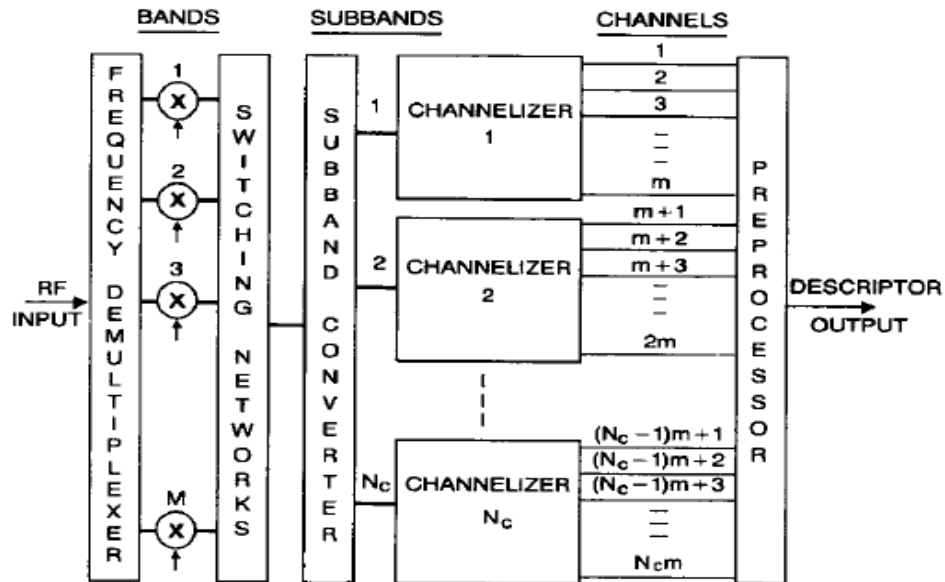 BANDS
SUBBANDS
CHANNELS
FREQUENCY DEMULTIPLEXER
1
X
2
X
3
X
M
X
SWITCHING NETWORKS
SUBBAND CONVERTER
RF
INPUT
1
CHANNELIZER
1
1
2
3
m
2
CHANNELIZER
2
m+1
m+2
m+3
2m
Nc
CHANNELIZER
Nc
(Nc−1)m+1
(Nc−1)m+2
(Nc−1)m+3
Ncm
PREPROCESSOR
DESCRIPTOR
OUTPUT